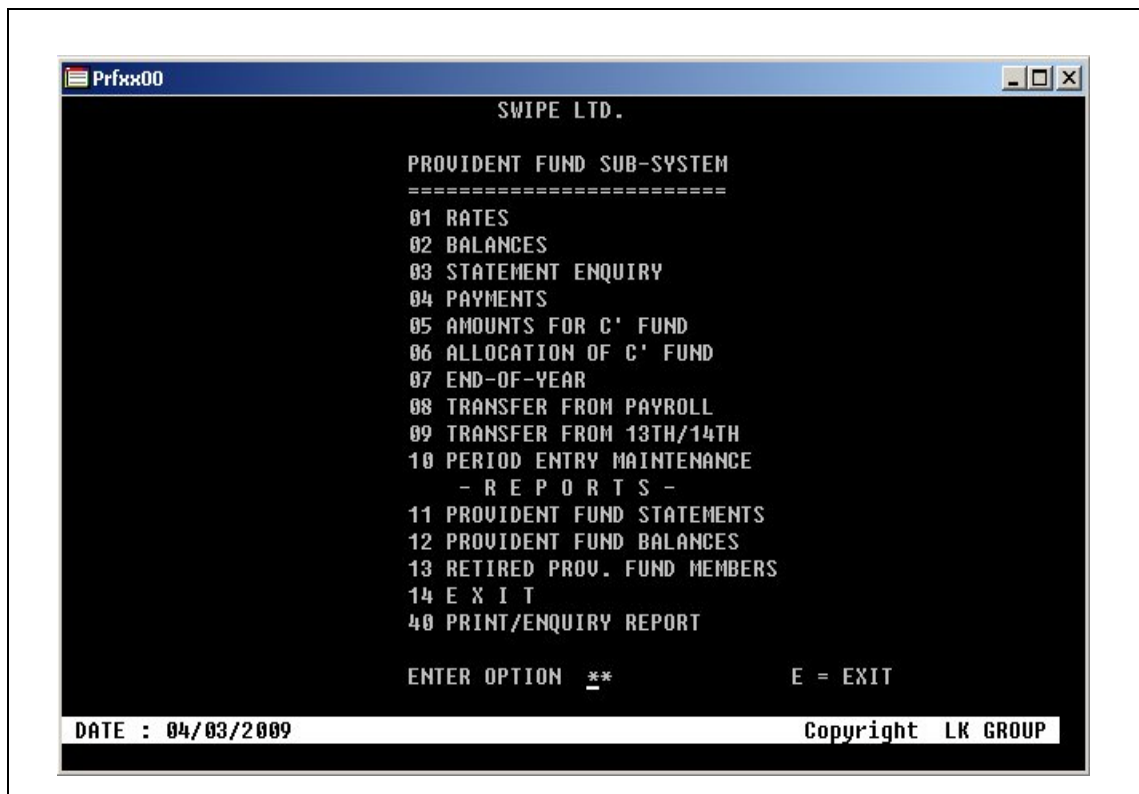 Prfxx00
SWIPE LTD.
PROVIDENT FUND SUB-SYSTEM
=========================
01 RATES
02 BALANCES
03 STATEMENT ENQUIRY
04 PAYMENTS
05 AMOUNTS FOR C' FUND
06 ALLOCATION OF C' FUND
07 END-OF-YEAR
08 TRANSFER FROM PAYROLL
09 TRANSFER FROM 13TH/14TH
10 PERIOD ENTRY MAINTENANCE
- R E P O R T S -
11 PROVIDENT FUND STATEMENTS
12 PROVIDENT FUND BALANCES
13 RETIRED PROV. FUND MEMBERS
14 E X I T
40 PRINT/ENQUIRY REPORT
ENTER OPTION ** E = EXIT
DATE : 04/03/2009 Copyright LK GROUP